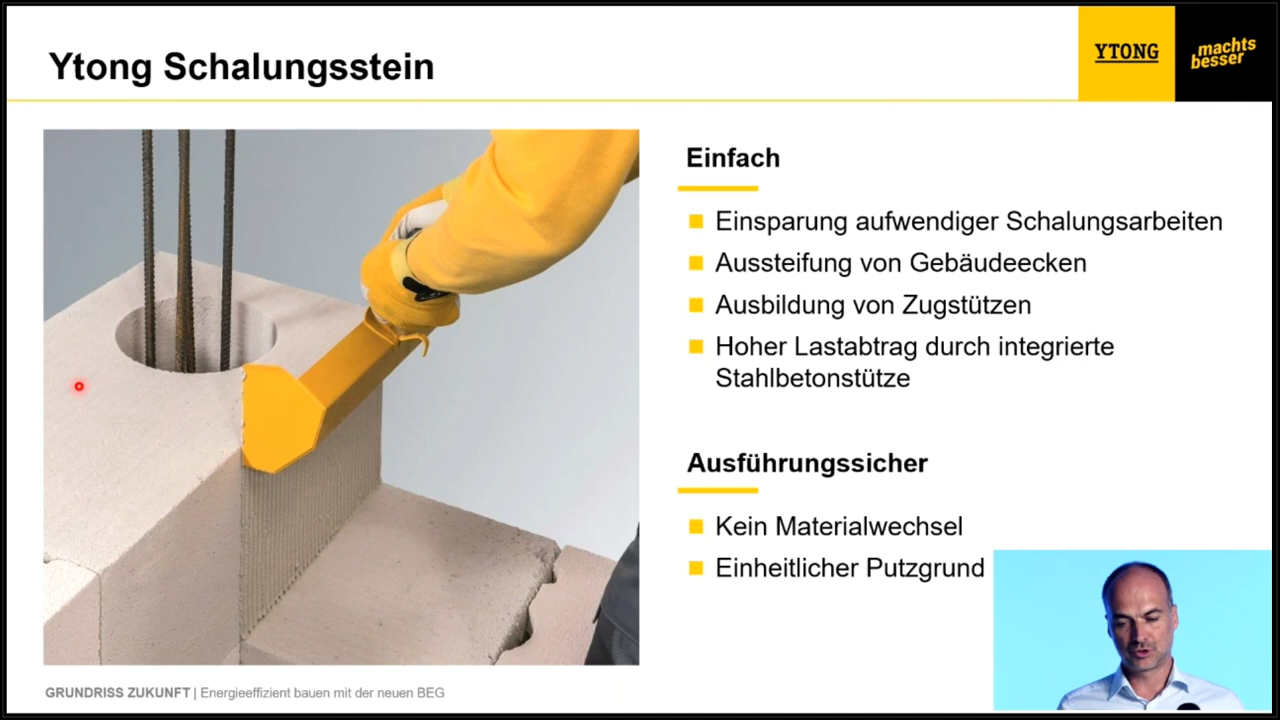 Ytong Schalungsstein
YTONG
machts
besser
Einfach
Einsparung aufwendiger Schalungsarbeiten
Aussteifung von Gebäudeecken
Ausbildung von Zugstützen
Hoher Lastabtrag durch integrierte
Stahlbetonstütze
Ausführungssicher
Kein Materialwechsel
Einheitlicher Putzgrund
GRUNDRISS ZUKUNFT | Energieeffizient bauen mit der neuen BEG